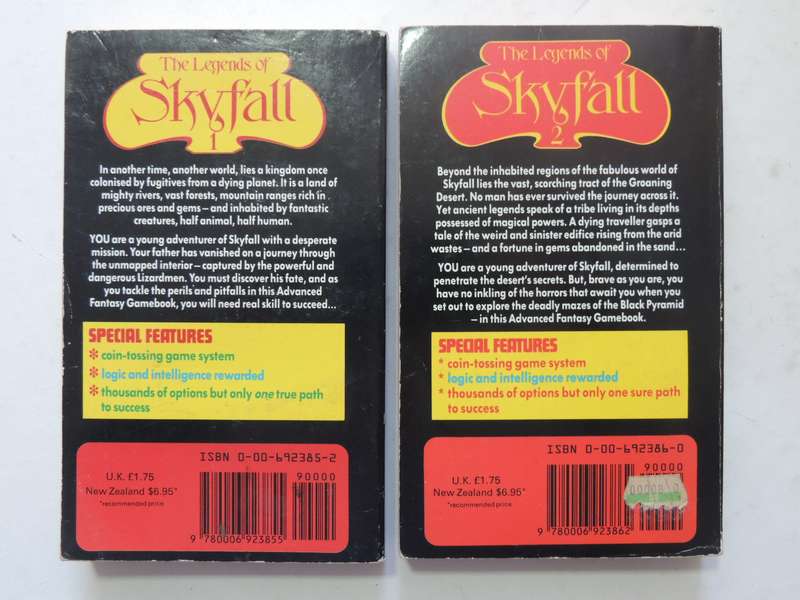 The Legends of
Skyfall
1
In another time, another world, lies a kingdom once
colonised by fugitives from a dying planet. It is a land of
mighty rivers, vast forests, mountain ranges rich in
precious ores and gems – and inhabited by fantastic
creatures, half animal, half human.
YOU are a young adventurer of Skyfall with a desperate
mission. Your father has vanished on a journey through
the unmapped interior – captured by the powerful and
dangerous Lizardmen. You must discover his fate, and as
you tackle the perils and pitfalls in this Advanced
Fantasy Gamebook, you will need real skill to succeed...
SPECIAL FEATURES
* coin-tossing game system
* logic and intelligence rewarded
* thousands of options but only one true path
to success
ISBN 0-00-692385-2
U.K. £1.75
New Zealand $6.95*
*recommended price
90000
9 780006 923855
The Legends of
Skyfall
2
Beyond the inhabited regions of the fabulous world of
Skyfall lies the vast, scorching tract of the Groaning
Desert. No man has ever survived the journey across it.
Yet ancient legends speak of a tribe living in its depths
possessed of magical powers. A dying traveller gasps a
tale of the weird and sinister edifice rising from the arid
wastes – and a fortune in gems abandoned in the sand...
YOU are a young adventurer of Skyfall, determined to
penetrate the desert's secrets. But, brave as you are, you
have no inkling of the horrors that await you when you
set out to explore the deadly mazes of the Black Pyramid
– in this Advanced Fantasy Gamebook.
SPECIAL FEATURES
* coin-tossing game system
* logic and intelligence rewarded
* thousands of options but only one sure path
to success
ISBN 0-00-692386-0
U.K. £1.75
New Zealand $6.95*
*recommended price
90000
9 780006 923862